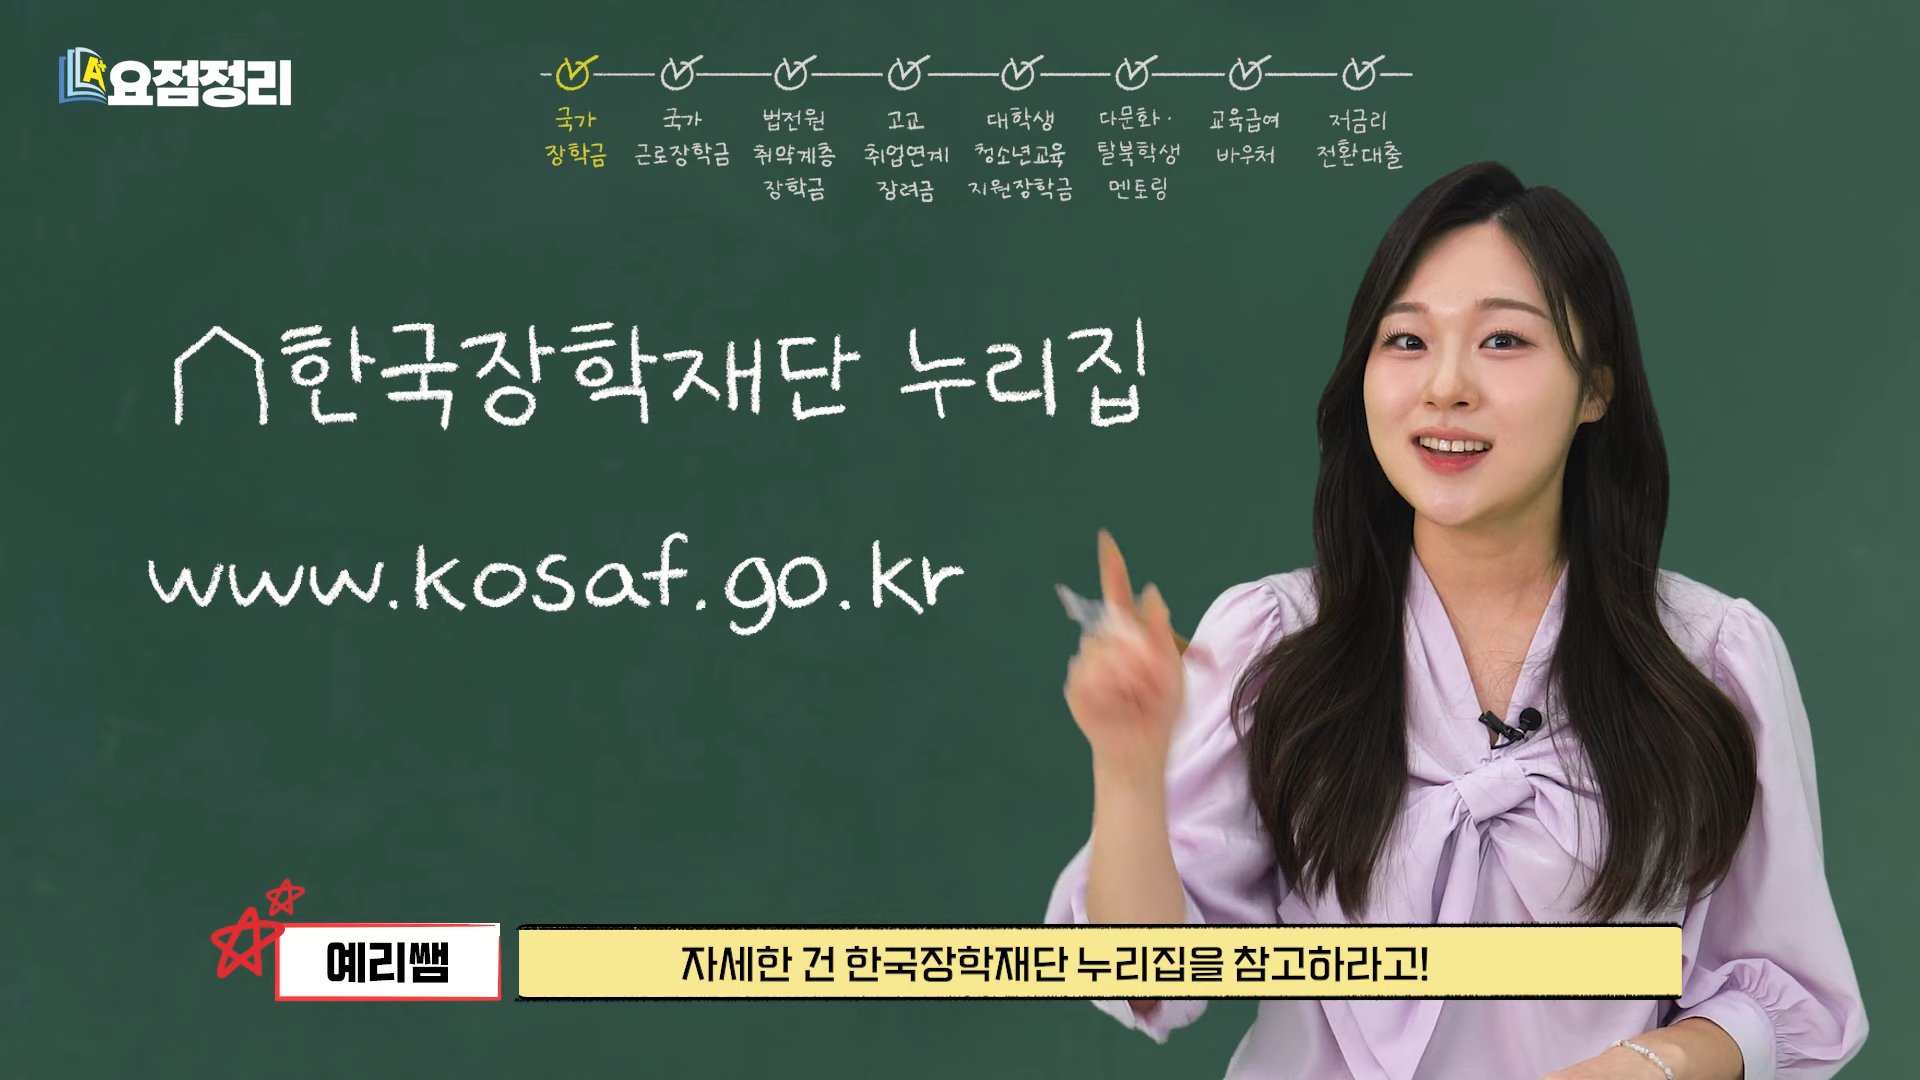 A+ 요점정리
국가
장학금
국가
근로장학금
법전원
취약계층
장학금
고교
취업연계
장려금
대학생
청소년교육
지원장학금
다문화·
탈북학생
멘토링
교육급여
바우처
저금리
전환대출
한국장학재단 누리집
www.kosaf.go.kr
예리쌤
자세한 건 한국장학재단 누리집을 참고하라고!